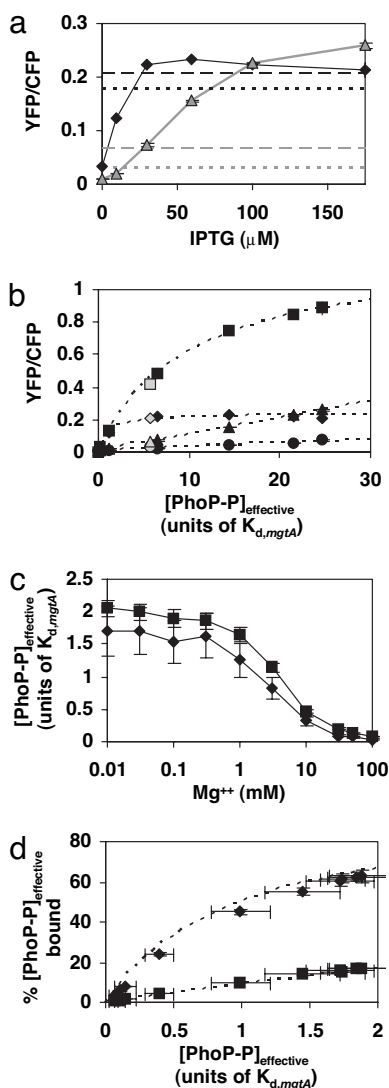 a
0.3
0.2
0.1
0
YFP/CFP
0 50 100 150
IPTG (μM)
b
1
0.8
0.6
0.4
0.2
0
YFP/CFP
0 10 20 30
[PhoP-P]effective
(units of Kd,mgtA)
c
2.5
2
1.5
1
0.5
0
[PhoP-P]effective
(units of Kd,mgtA)
0.01 0.1 1 10 100
Mg++ (mM)
d
80
60
40
20
0
% [PhoP-P]effective
bound
0 0.5 1 1.5 2
[PhoP-P]effective
(units of Kd,mgtA)